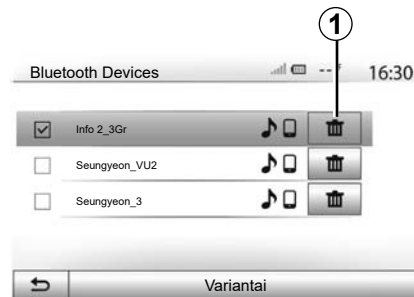 1
Bluetooth Devices -- ° 16:30
Info 2_3Gr
Seungyeon_VU2
Seungyeon_3
Variantai